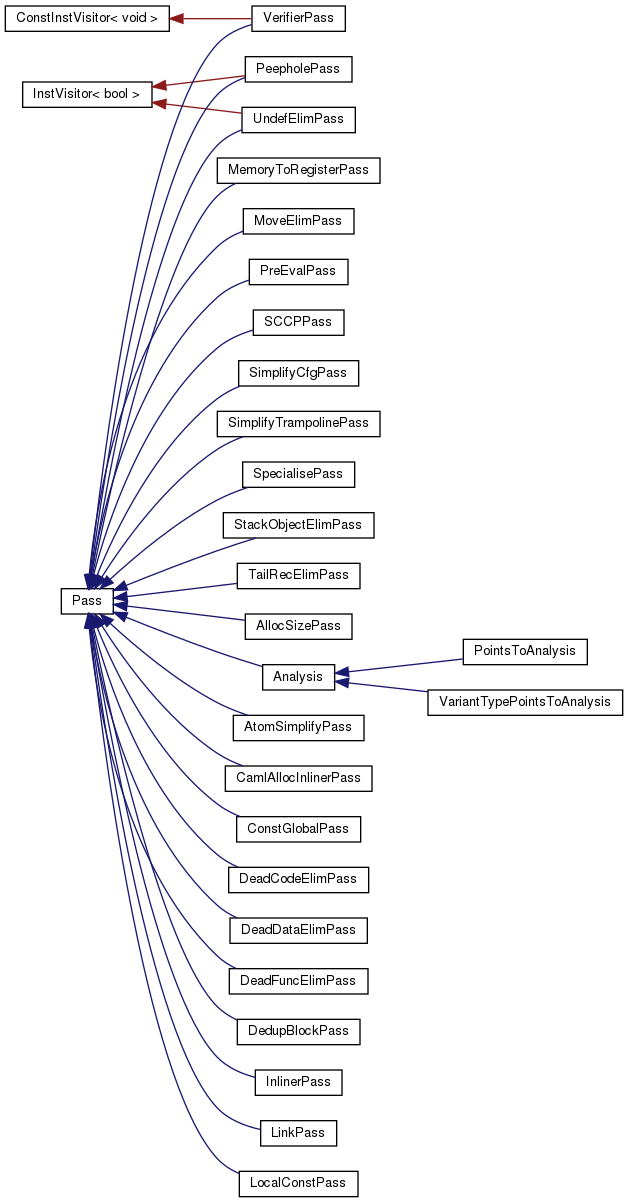 ConstInstVisitor< void >
VerifierPass
PeepholePass
InstVisitor< bool >
UndefElimPass
MemoryToRegisterPass
MoveElimPass
PreEvalPass
SCCPPass
SimplifyCfgPass
SimplifyTrampolinePass
SpecialisePass
StackObjectElimPass
TailRecElimPass
Pass
AllocSizePass
PointsToAnalysis
Analysis
VariantTypePointsToAnalysis
AtomSimplifyPass
CamlAllocInlinerPass
ConstGlobalPass
DeadCodeElimPass
DeadDataElimPass
DeadFuncElimPass
DedupBlockPass
InlinerPass
LinkPass
LocalConstPass